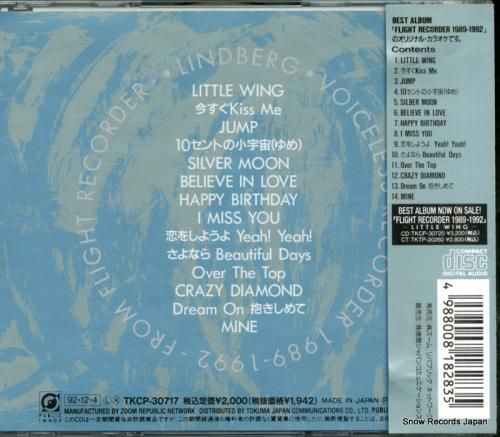 LINDBERG • VOICELESS RECORDER 1989-1992 - FROM FLIGHT RECORDER •
LITTLE WING
今すぐKiss Me
JUMP
10セントの小宇宙(ゆめ)
SILVER MOON
BELIEVE IN LOVE
HAPPY BIRTHDAY
I MISS YOU
恋をしようよ Yeah! Yeah!
さよなら Beautiful Days
Over The Top
CRAZY DIAMOND
Dream On 抱きしめて
MINE
92・12・4 L X TKCP-30717 税込定価¥2,000(税抜価格¥1,942) MADE IN JAPAN
MANUFACTURED BY ZOOM REPUBLIC NETWORK DISTRIBUTED BY TOKUMA JAPAN COMMUNICATIONS CO., LTD.
PUBLIC IMAGE
BEST ALBUM
「FLIGHT RECORDER 1989-1992」
のオリジナル・カラオケです。
Contents
1. LITTLE WING
2. 今すぐKiss Me
3. JUMP
4. 10セントの小宇宙(ゆめ)
5. SILBER MOON
6. BELIEVE IN LOVE
7. HAPPY BIRTHDAY
8. I MISS YOU
9. 恋をしようよ Yeah! Yeah!
10. さよなら Beautiful Days
11. Over The Top
12. CRAZY DIAMOND
13. Dream On 抱きしめて
14. MINE
BEST ALBUM NOW ON SALE!
「FLIGHT RECORDER 1989-1992」
—LITTLE WING—
CD:TKCP-30720 ¥3,200(税込)
CT:TKTP-20260 ¥2,800(税込)
COMPACT
disc
DIGITAL AUDIO
4 988008 182835
Snow Records Japan